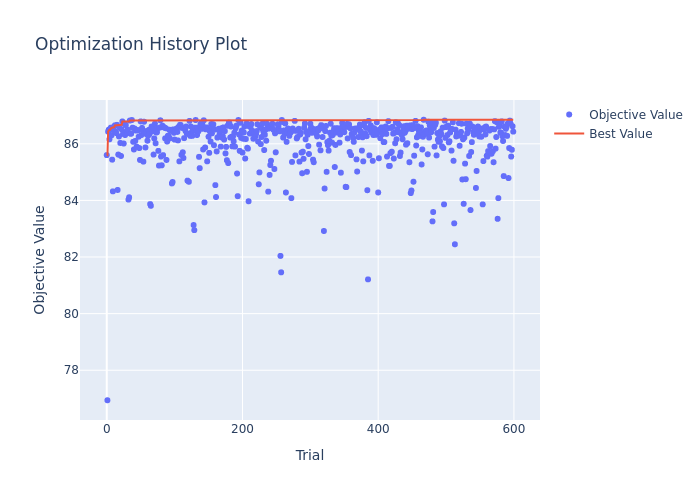 Optimization History Plot
Objective Value
Best Value
86
84
82
80
78
Objective Value
0
200
400
600
Trial